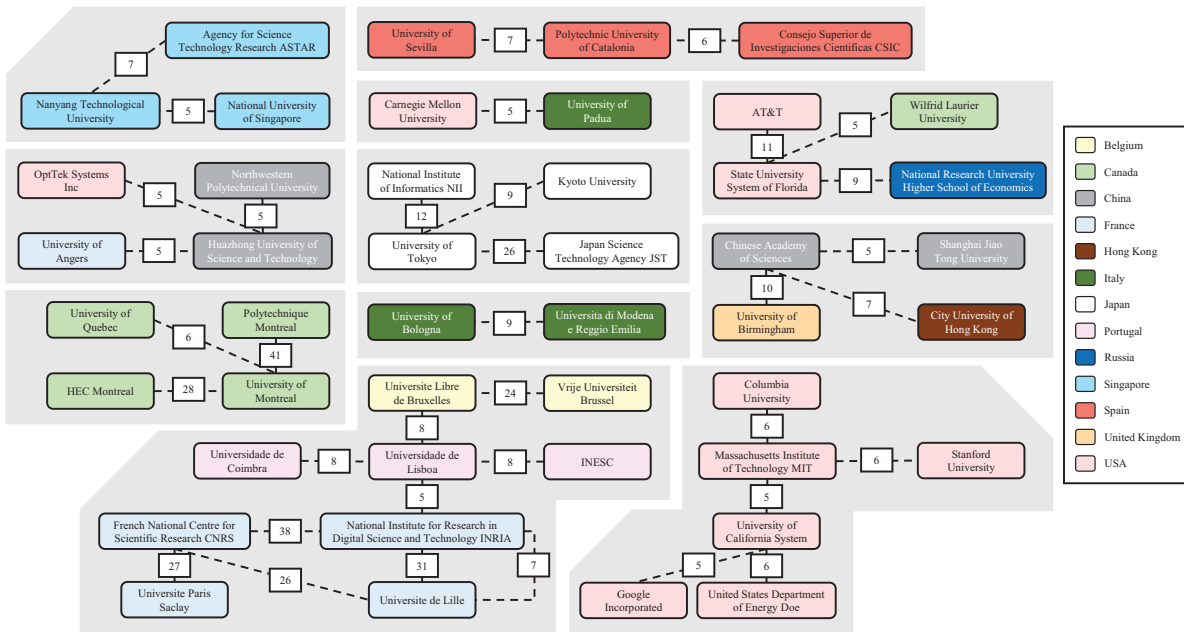 Agency for Science
Technology Research ASTAR
7
Nanyang Technological
University
5
National University
of Singapore
University of
Sevilla
7
Polytechnic University
of Catalonia
6
Consejo Superior de
Investigaciones Cientificas CSIC
Carnegie Mellon
University
5
University of
Padua
AT&T
Wilfrid Laurier
University
5
11
State University
System of Florida
9
National Research University
Higher School of Economics
OptTek Systems
Inc
Northwestern
Polytechnical University
5
5
University of
Angers
5
Huazhong University of
Science and Technology
National Institute
of Informatics NII
Kyoto University
9
12
University of
Tokyo
26
Japan Science
Technology Agency JST
Chinese Academy
of Sciences
5
Shanghai Jiao
Tong University
10
7
University of
Birmingham
City University of
Hong Kong
University of
Quebec
Polytechnique
Montreal
6
41
HEC Montreal
28
University of
Montreal
University of
Bologna
9
Universita di Modena
e Reggio Emilia
Universite Libre
de Bruxelles
24
Vrije Universiteit
Brussel
8
Universidade de
Coimbra
8
Universidade de
Lisboa
8
INESC
5
French National Centre for
Scientific Research CNRS
38
National Institute for Research in
Digital Science and Technology INRIA
27
26
31
7
Universite Paris
Saclay
Universite de Lille
Columbia
University
6
Massachusetts Institute
of Technology MIT
6
Stanford
University
5
University of
California System
5
6
Google
Incorporated
United States Department
of Energy Doe
Belgium
Canada
China
France
Hong Kong
Italy
Japan
Portugal
Russia
Singapore
Spain
United Kingdom
USA